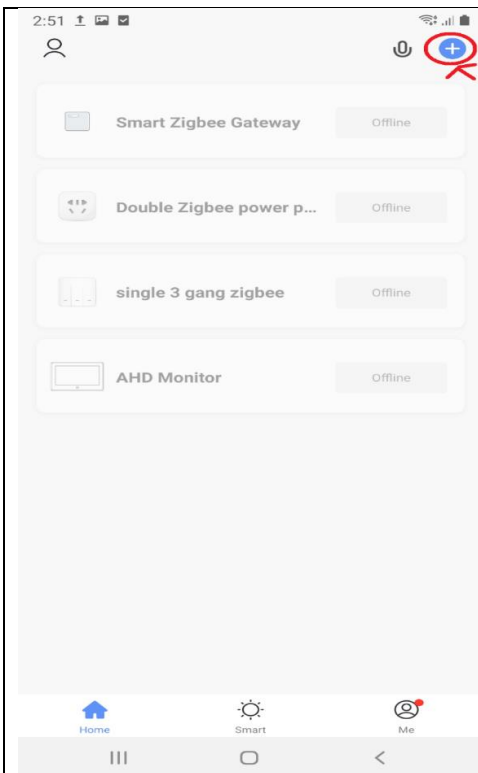 2:51
Smart Zigbee Gateway
Offline
Double Zigbee power p...
Offline
single 3 gang zigbee
Offline
AHD Monitor
Offline
Home
Smart
Me